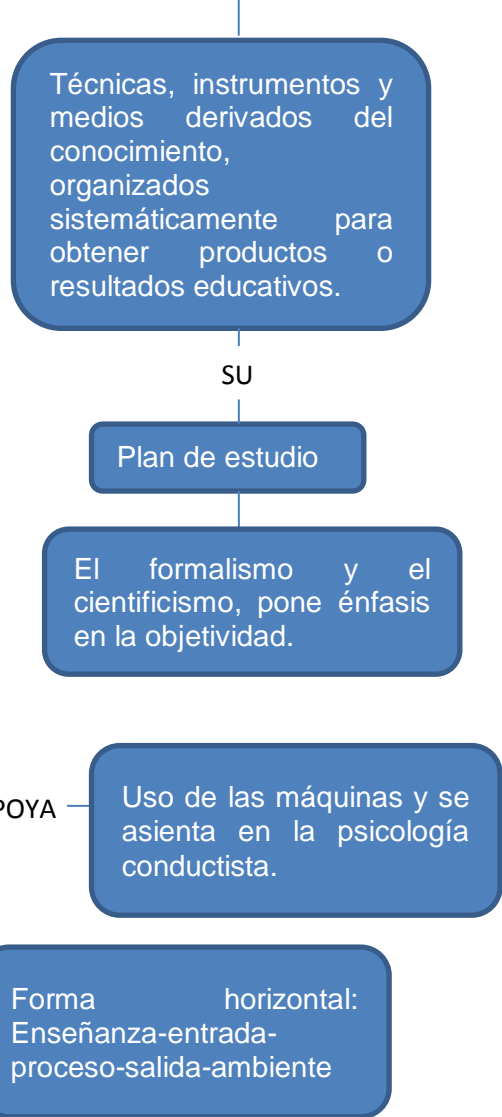 Técnicas, instrumentos y
medios derivados del
conocimiento,
organizados
sistemáticamente para
obtener productos o
resultados educativos.
SU
Plan de estudio
El formalismo y el
cientificismo, pone énfasis
en la objetividad.
POYA
Uso de las máquinas y se
asienta en la psicología
conductista.
Forma horizontal:
Enseñanza-entrada-
proceso-salida-ambiente